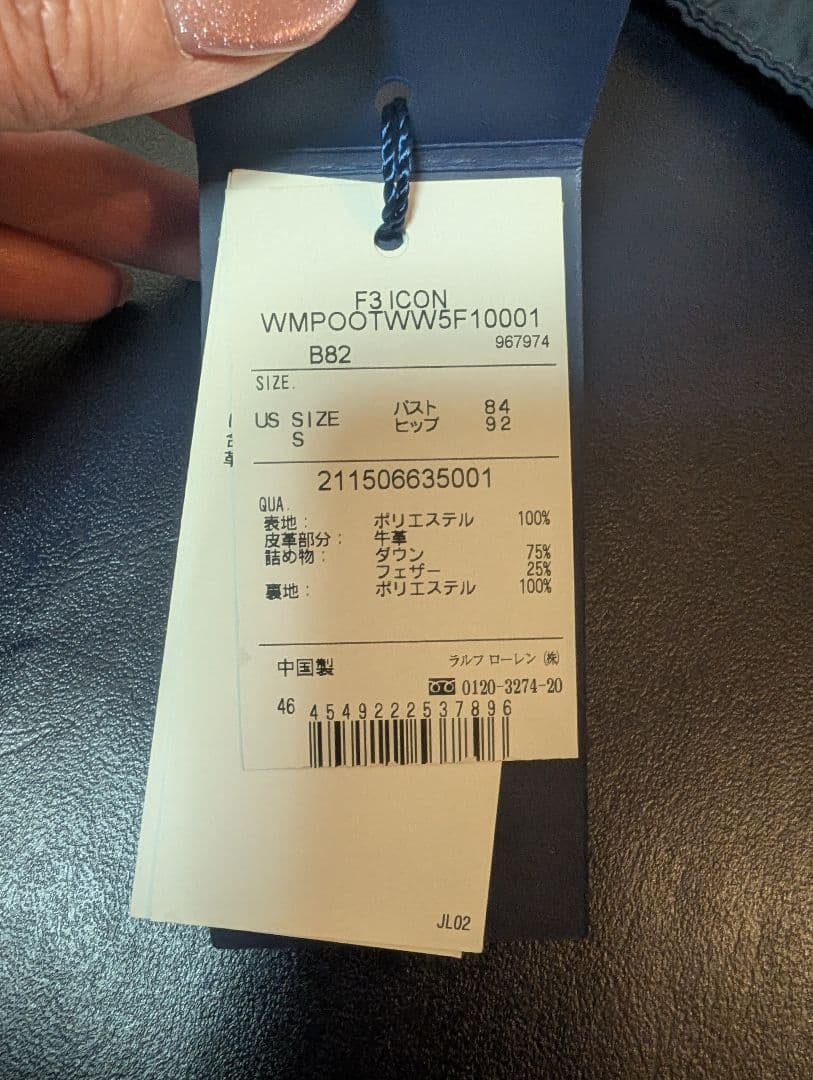 F3 ICON
WMPOOTWW5F10001
B82 967974
SIZE.
US SIZE バスト 84
S ヒップ 92
211506635001
QUA.
表地: ポリエステル 100%
皮革部分: 牛革
詰め物: ダウン 75%
フェザー 25%
裏地: ポリエステル 100%
中国製 ラルフ ローレン ㈱
0120-3274-20
46 4549222537896
JL02